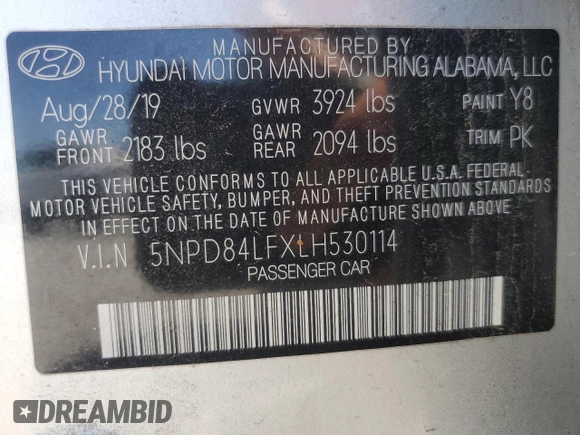 MANUFACTURED BY
HYUNDAI MOTOR MANUFACTURING ALABAMA, LLC
Aug/28/19 GVWR 3924 lbs PAINT Y8
GAWR FRONT 2183 lbs GAWR REAR 2094 lbs TRIM PK
THIS VEHICLE CONFORMS TO ALL APPLICABLE U.S.A. FEDERAL
MOTOR VEHICLE SAFETY, BUMPER, AND THEFT PREVENTION STANDARDS
IN EFFECT ON THE DATE OF MANUFACTURE SHOWN ABOVE.
V.I.N 5NPD84LFXLH530114
PASSENGER CAR
DREAMBID